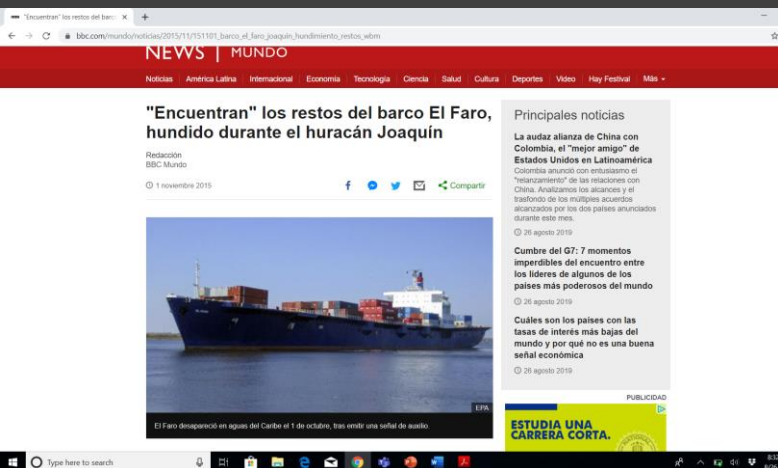 "Encuentran" los restos del barc
bbc.com/mundo/noticias/2015/11/151101_barco_el_faro_joaquin_hundimiento_restos_wbm
NEWS | MUNDO
Noticias América Latina Internacional Economía Tecnología Ciencia Salud Cultura Deportes Video Hay Festival Más
"Encuentran" los restos del barco El Faro,
hundido durante el huracán Joaquín
Redacción
BBC Mundo
1 noviembre 2015
Compartir
EPA
El Faro desapareció en aguas del Caribe el 1 de octubre, tras emitir una señal de auxilio.
Principales noticias
La audaz alianza de China con
Colombia, el "mejor amigo" de
Estados Unidos en Latinoamérica
Colombia anunció con entusiasmo el
"relanzamiento" de las relaciones con
China. Analizamos los alcances y el
trasfondo de los múltiples acuerdos
alcanzados por los dos países anunciados
durante este mes.
26 agosto 2019
Cumbre del G7: 7 momentos
imperdibles del encuentro entre
los líderes de algunos de los
países más poderosos del mundo
26 agosto 2019
Cuáles son los países con las
tasas de interés más bajas del
mundo y por qué no es una buena
señal económica
26 agosto 2019
PUBLICIDAD
ESTUDIA UNA
CARRERA CORTA.
Type here to search